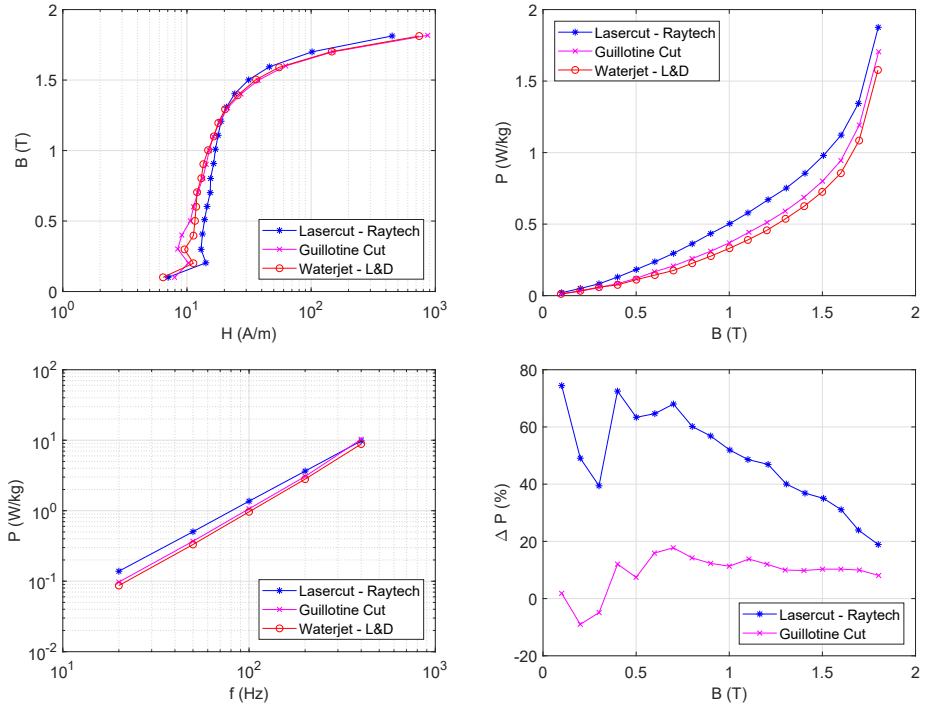 2
1.5
1
0.5
0
B (T)
10^0
10^1
10^2
10^3
H (A/m)
Lasercut - Raytech
Guillotine Cut
Waterjet - L&D
2
1.5
1
0.5
0
P (W/kg)
0
0.5
1
1.5
2
B (T)
Lasercut - Raytech
Guillotine Cut
Waterjet - L&D
10^2
10^1
10^0
10^-1
10^-2
P (W/kg)
10^1
10^2
10^3
f (Hz)
Lasercut - Raytech
Guillotine Cut
Waterjet - L&D
80
60
40
20
0
-20
Δ P (%)
0
0.5
1
1.5
2
B (T)
Lasercut - Raytech
Guillotine Cut